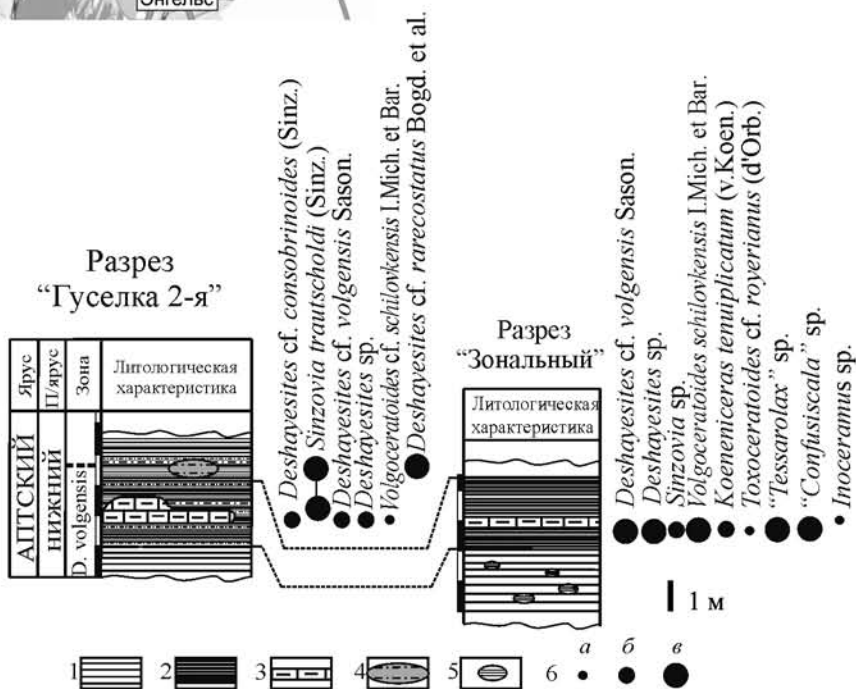 Энгельс
Разрез
“Гуселка 2-я”
Ярус
П/ярус
Зона
Литологическая
характеристика
АПТСКИЙ
НИЖНИЙ
D. volgensis
Deshayesites cf. consobrinoides (Sinz.)
Sinzovia trautscholdi (Sinz.)
Deshayesites cf. volgensis Sason.
Deshayesites sp.
Volgoceratoides cf. schilovkensis I.Mich. et Bar.
Deshayesites cf. rarecostatus Bogd. et al.
Разрез
“Зональный”
Литологическая
характеристика
Deshayesites cf. volgensis Sason.
Deshayesites sp.
Sinzovia sp.
Volgoceratoides schilovkensis I.Mich. et Bar.
Koeneniceras tenuiplicatum (v.Koen.)
Toxoceratoides cf. royerianus (d'Orb.)
“Tessarolax” sp.
“Confusiscala” sp.
Inoceramus sp.
1 м
1 2 3 4 5 6 а б в